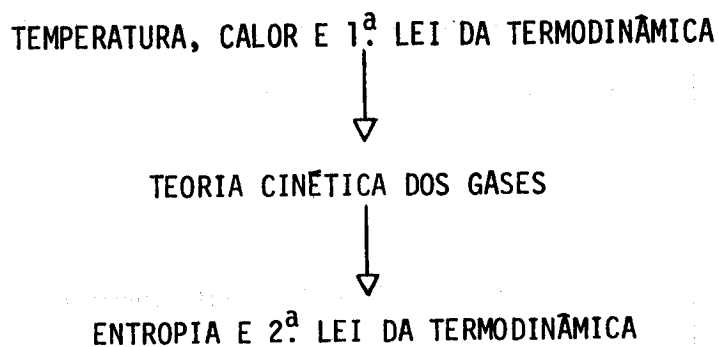 TEMPERATURA, CALOR E 1ª LEI DA TERMODINÂMICA
TEORIA CINÉTICA DOS GASES
ENTROPIA E 2ª LEI DA TERMODINÂMICA